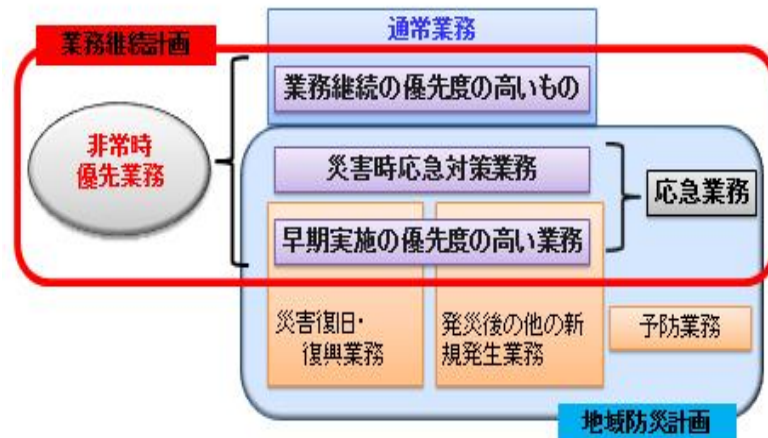 業務継続計画
通常業務
業務継続の優先度の高いもの
非常時
優先業務
災害時応急対策業務
応急業務
早期実施の優先度の高い業務
災害復旧・
復興業務
発災後の他の新
規発生業務
予防業務
地域防災計画